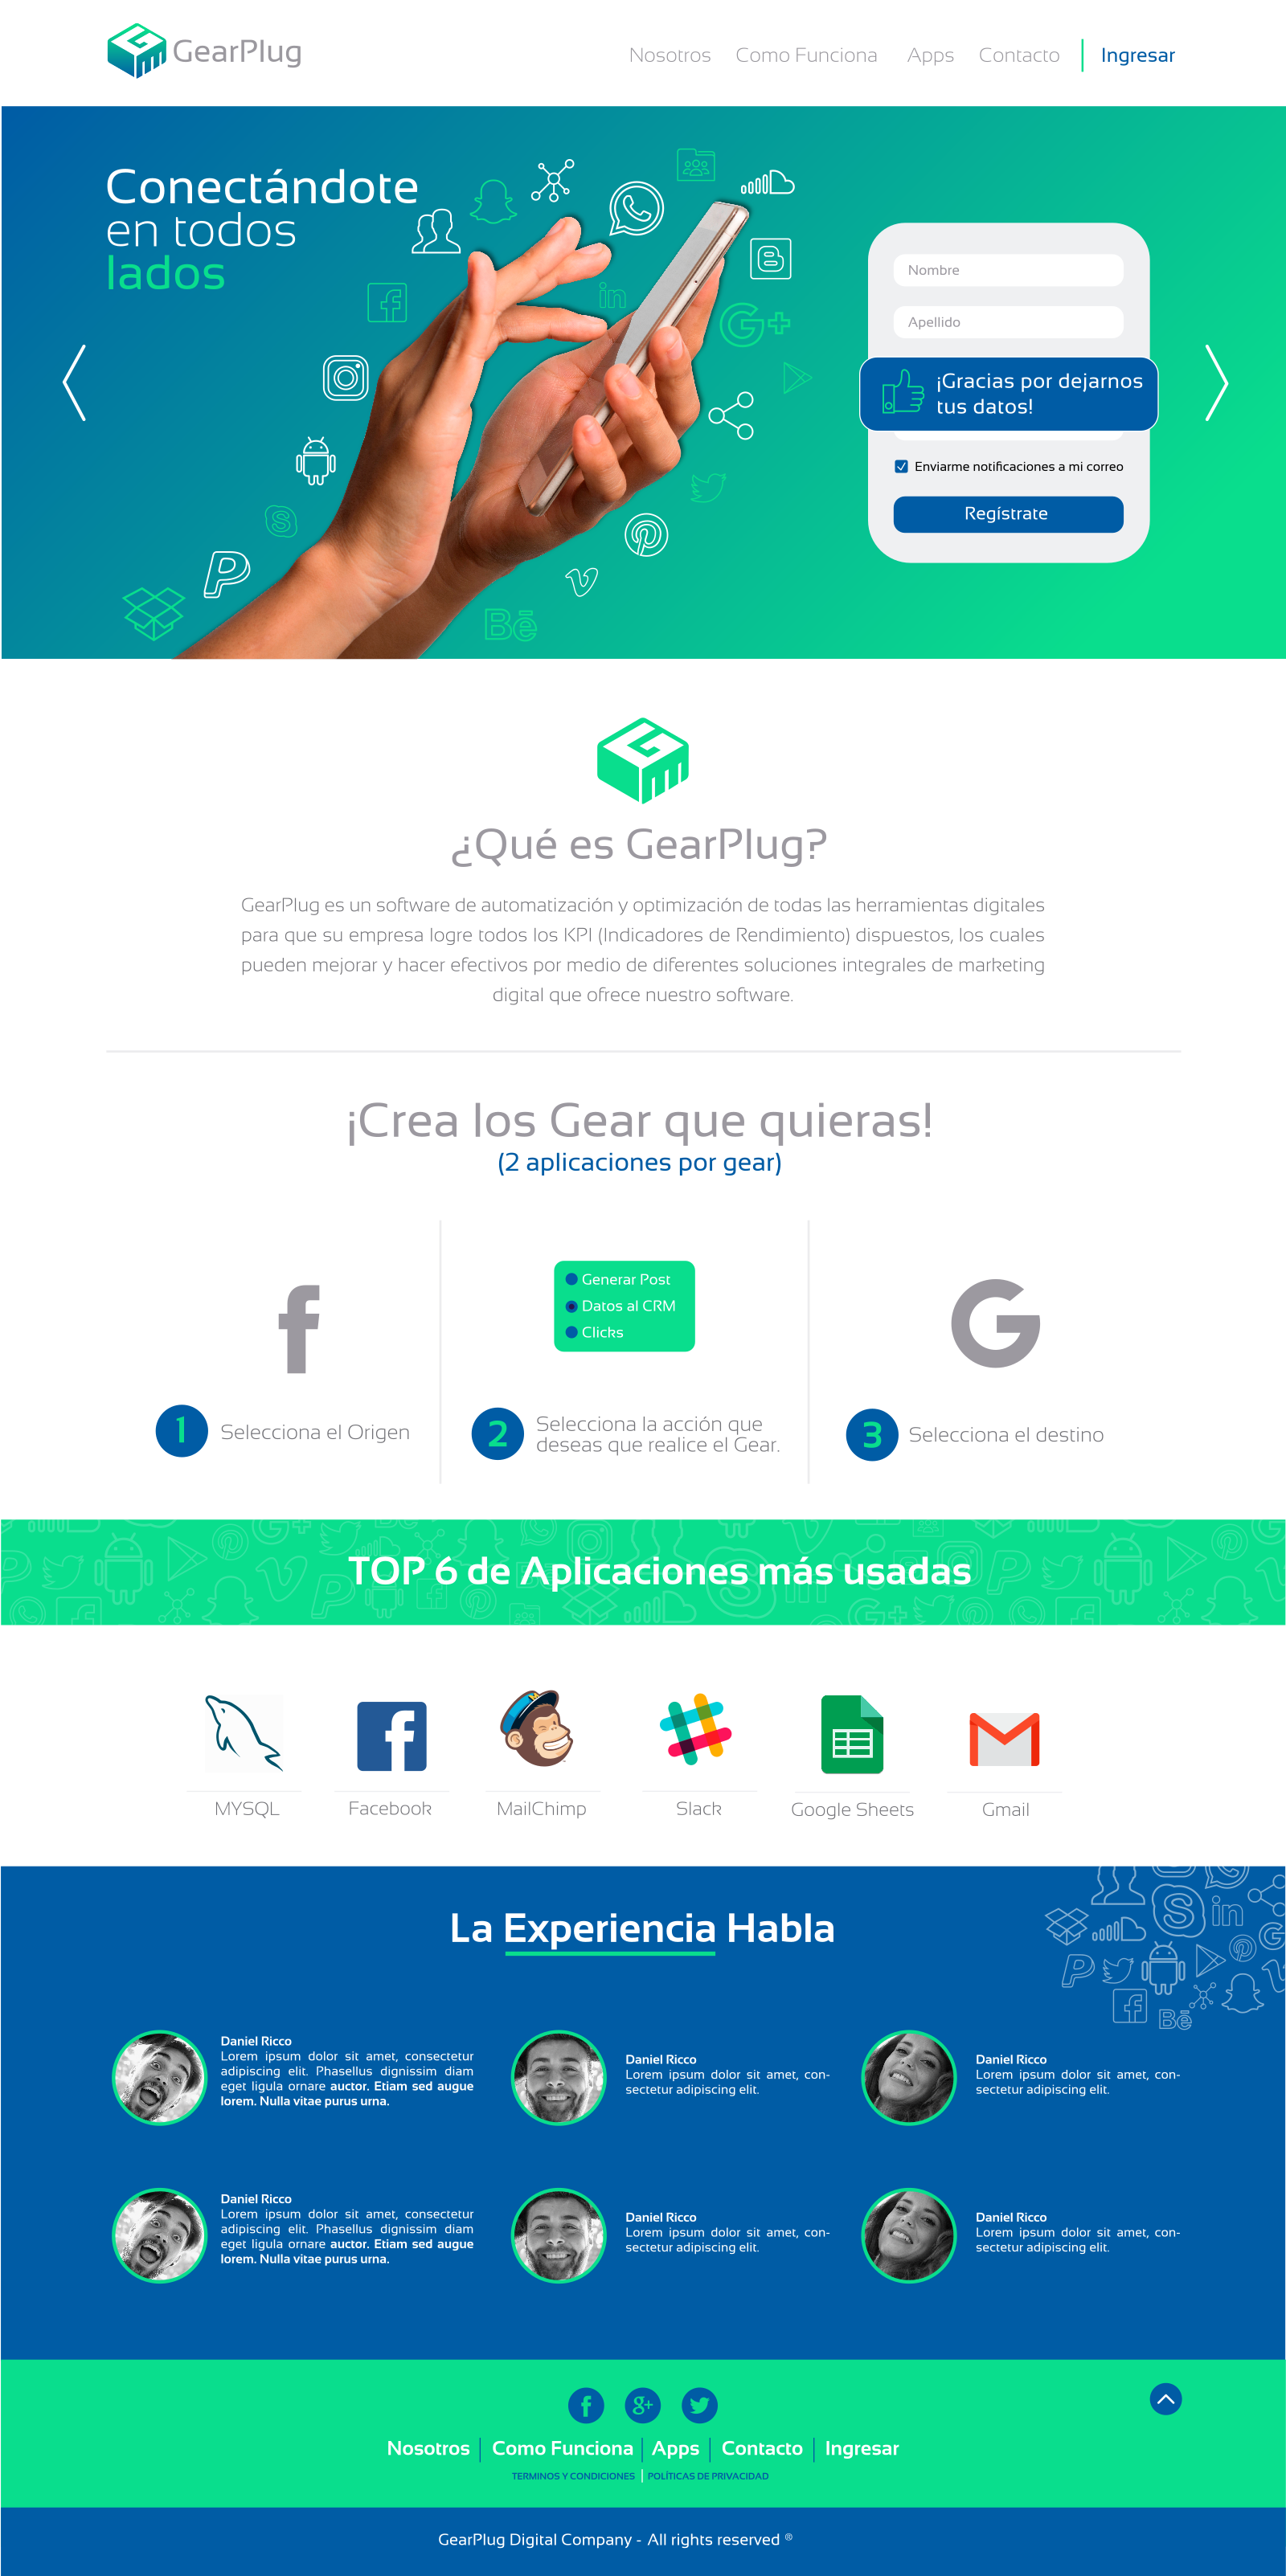 GearPlug
Nosotros
Como Funciona
Apps
Contacto
Ingresar
Conectándote
en todos
lados
Nombre
Apellido
¡Gracias por dejarnos
tus datos!
Enviarme notificaciones a mi correo
Regístrate
¿Qué es GearPlug?
GearPlug es un software de automatización y optimización de todas las herramientas digitales
para que su empresa logre todos los KPI (Indicadores de Rendimiento) dispuestos, los cuales
pueden mejorar y hacer efectivos por medio de diferentes soluciones integrales de marketing
digital que ofrece nuestro software.
¡Crea los Gear que quieras!
(2 aplicaciones por gear)
Generar Post
Datos al CRM
Clicks
1 Selecciona el Origen
2 Selecciona la acción que
deseas que realice el Gear.
3 Selecciona el destino
TOP 6 de Aplicaciones más usadas
MYSQL
Facebook
MailChimp
Slack
Google Sheets
Gmail
La Experiencia Habla
Daniel Ricco
Lorem ipsum dolor sit amet, consectetur
adipiscing elit. Phasellus dignissim diam
eget ligula ornare auctor. Etiam sed augue
lorem. Nulla vitae purus urna.
Daniel Ricco
Lorem ipsum dolor sit amet, con-
sectetur adipiscing elit.
Daniel Ricco
Lorem ipsum dolor sit amet, con-
sectetur adipiscing elit.
Daniel Ricco
Lorem ipsum dolor sit amet, consectetur
adipiscing elit. Phasellus dignissim diam
eget ligula ornare auctor. Etiam sed augue
lorem. Nulla vitae purus urna.
Daniel Ricco
Lorem ipsum dolor sit amet, con-
sectetur adipiscing elit.
Daniel Ricco
Lorem ipsum dolor sit amet, con-
sectetur adipiscing elit.
Nosotros | Como Funciona | Apps | Contacto | Ingresar
TERMINOS Y CONDICIONES | POLÍTICAS DE PRIVACIDAD
GearPlug Digital Company - All rights reserved ®